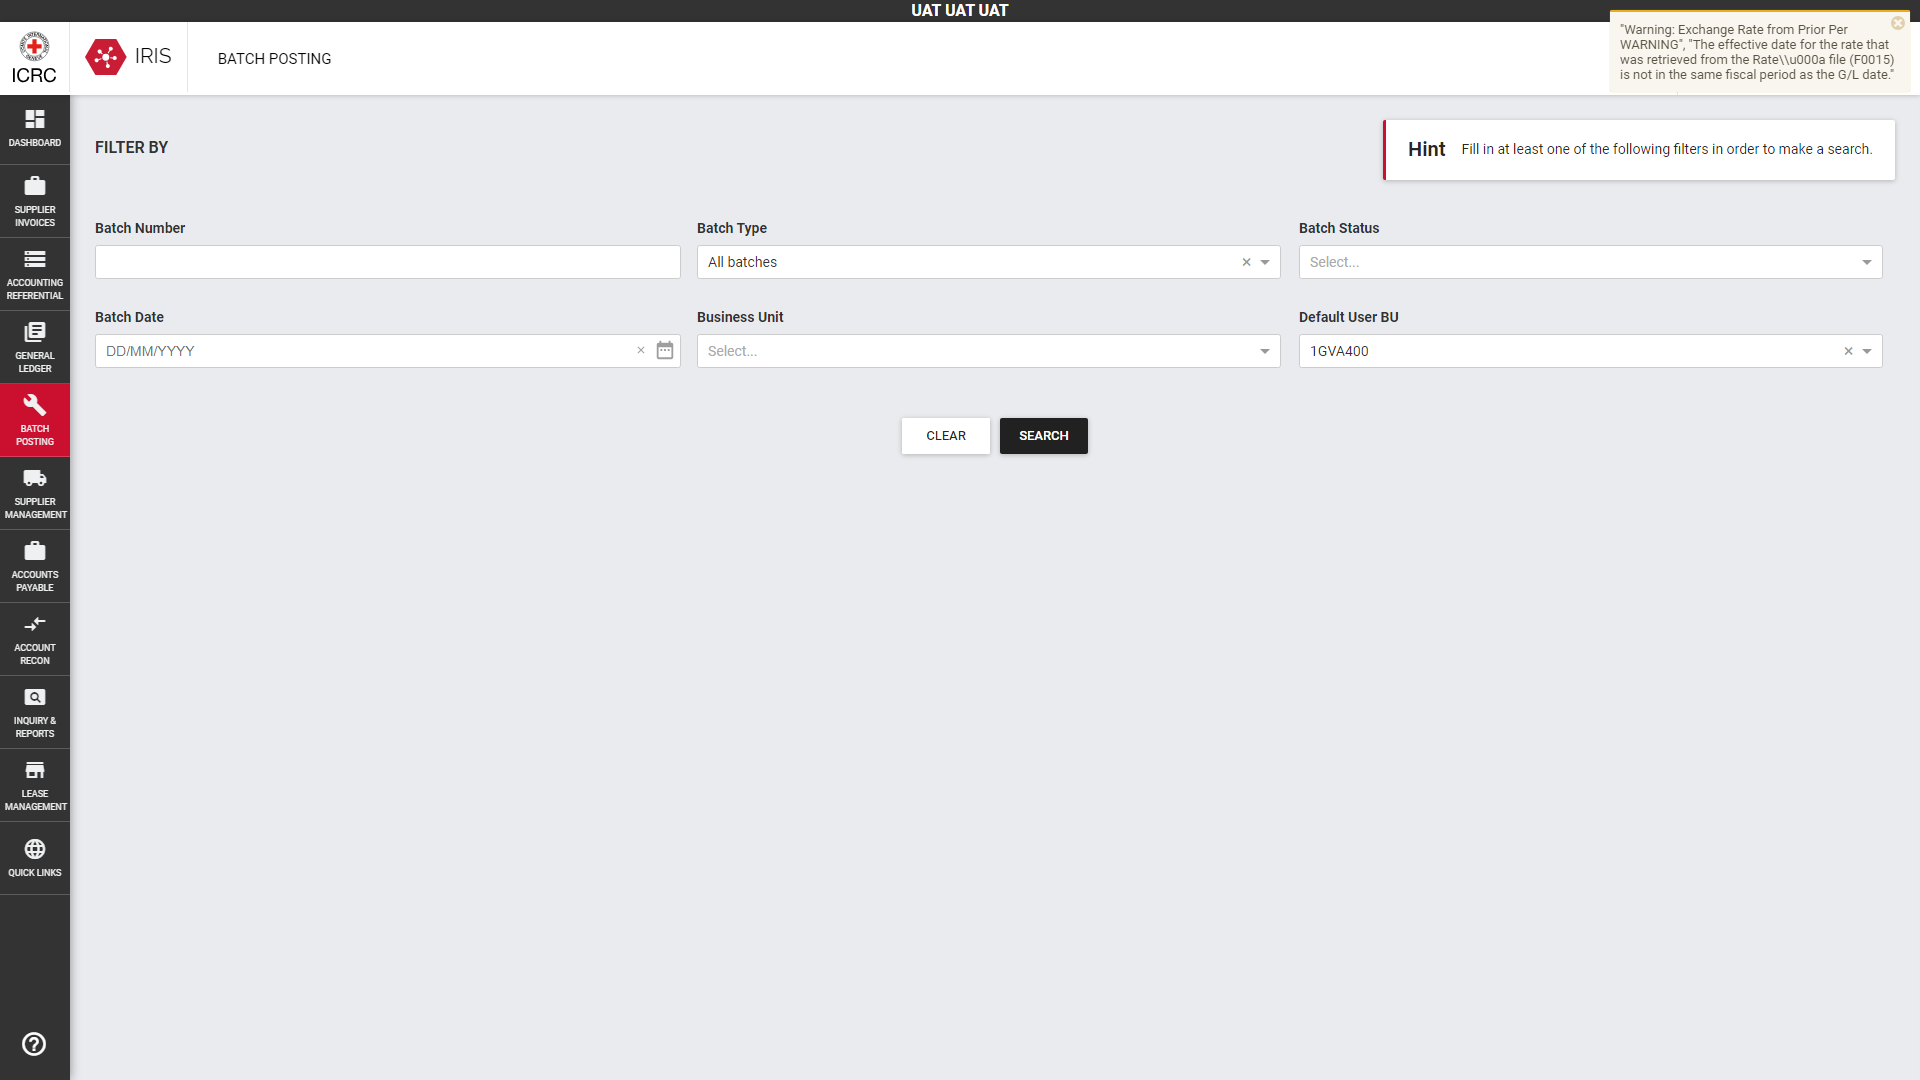 UAT UAT UAT
ICRC
IRIS
BATCH POSTING
"Warning: Exchange Rate from Prior Per
WARNING", "The effective date for the rate that
was retrieved from the Rate\\u000a file (F0015)
is not in the same fiscal period as the G/L date."
DASHBOARD
SUPPLIER
INVOICES
ACCOUNTING
REFERENTIAL
GENERAL
LEDGER
BATCH
POSTING
SUPPLIER
MANAGEMENT
ACCOUNTS
PAYABLE
ACCOUNT
RECON
INQUIRY &
REPORTS
LEASE
MANAGEMENT
QUICK LINKS
FILTER BY
Hint Fill in at least one of the following filters in order to make a search.
Batch Number
Batch Type
All batches
Batch Status
Select...
Batch Date
DD/MM/YYYY
Business Unit
Select...
Default User BU
1GVA400
CLEAR
SEARCH